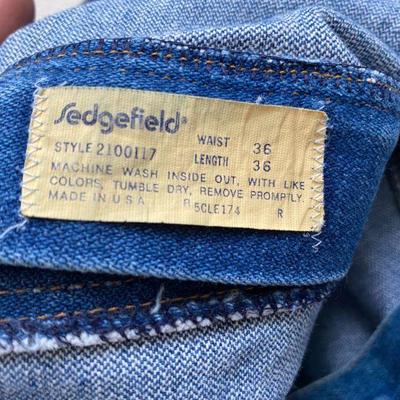 Sedgefield®
WAIST 36
STYLE 2100117 LENGTH 36
MACHINE WASH INSIDE OUT, WITH LIKE
COLORS, TUMBLE DRY, REMOVE PROMPTLY.
MADE IN U.S.A. R 5CLE174 R